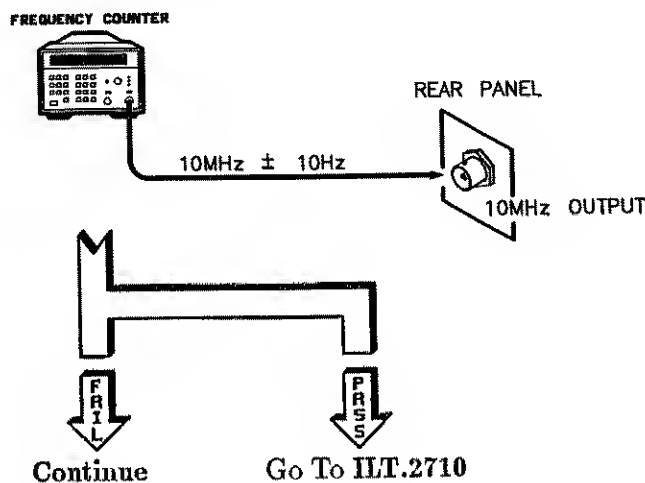 FREQUENCY COUNTER
REAR PANEL
10MHz ± 10Hz
10MHz OUTPUT
FAIL
PASS
Continue
Go To ILT.2710